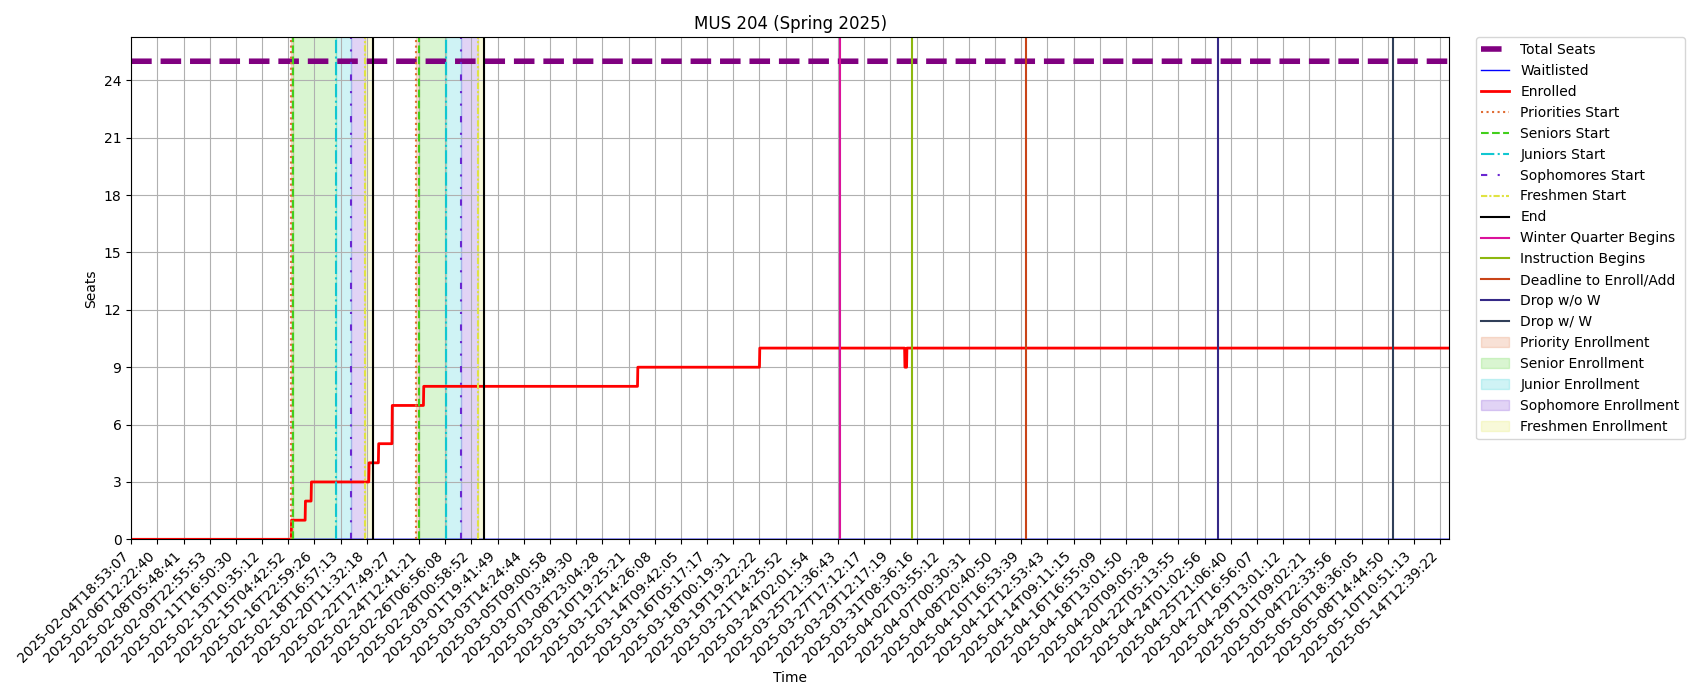 MUS 204 (Spring 2025)
Seats
24
21
18
15
12
9
6
3
0
Total Seats
Waitlisted
Enrolled
Priorities Start
Seniors Start
Juniors Start
Sophomores Start
Freshmen Start
End
Winter Quarter Begins
Instruction Begins
Deadline to Enroll/Add
Drop w/o W
Drop w/ W
Priority Enrollment
Senior Enrollment
Junior Enrollment
Sophomore Enrollment
Freshmen Enrollment
2025-02-04T18:53:07
2025-02-06T12:22:40
2025-02-08T05:48:41
2025-02-09T22:55:53
2025-02-11T16:50:30
2025-02-13T10:35:12
2025-02-15T04:42:52
2025-02-16T22:59:26
2025-02-18T16:57:13
2025-02-20T11:32:18
2025-02-22T17:49:27
2025-02-24T12:41:21
2025-02-26T06:56:08
2025-02-28T00:58:52
2025-03-01T19:41:49
2025-03-03T14:24:44
2025-03-05T09:00:58
2025-03-07T03:49:30
2025-03-08T23:04:28
2025-03-10T19:25:21
2025-03-12T14:26:08
2025-03-14T09:42:05
2025-03-16T05:17:17
2025-03-18T00:19:31
2025-03-19T19:22:22
2025-03-21T14:25:52
2025-03-24T02:01:54
2025-03-25T21:36:43
2025-03-27T17:12:17
2025-03-29T12:17:19
2025-03-31T08:36:16
2025-04-02T03:55:12
2025-04-07T00:30:31
2025-04-08T20:40:50
2025-04-10T16:53:39
2025-04-12T12:53:43
2025-04-14T09:11:15
2025-04-16T16:55:09
2025-04-18T13:01:50
2025-04-20T09:05:28
2025-04-22T05:13:55
2025-04-24T01:02:56
2025-04-25T21:06:40
2025-04-27T16:56:07
2025-04-29T13:01:12
2025-05-01T09:02:21
2025-05-04T22:33:56
2025-05-06T18:36:05
2025-05-08T14:44:50
2025-05-10T10:51:13
2025-05-14T12:39:22
Time